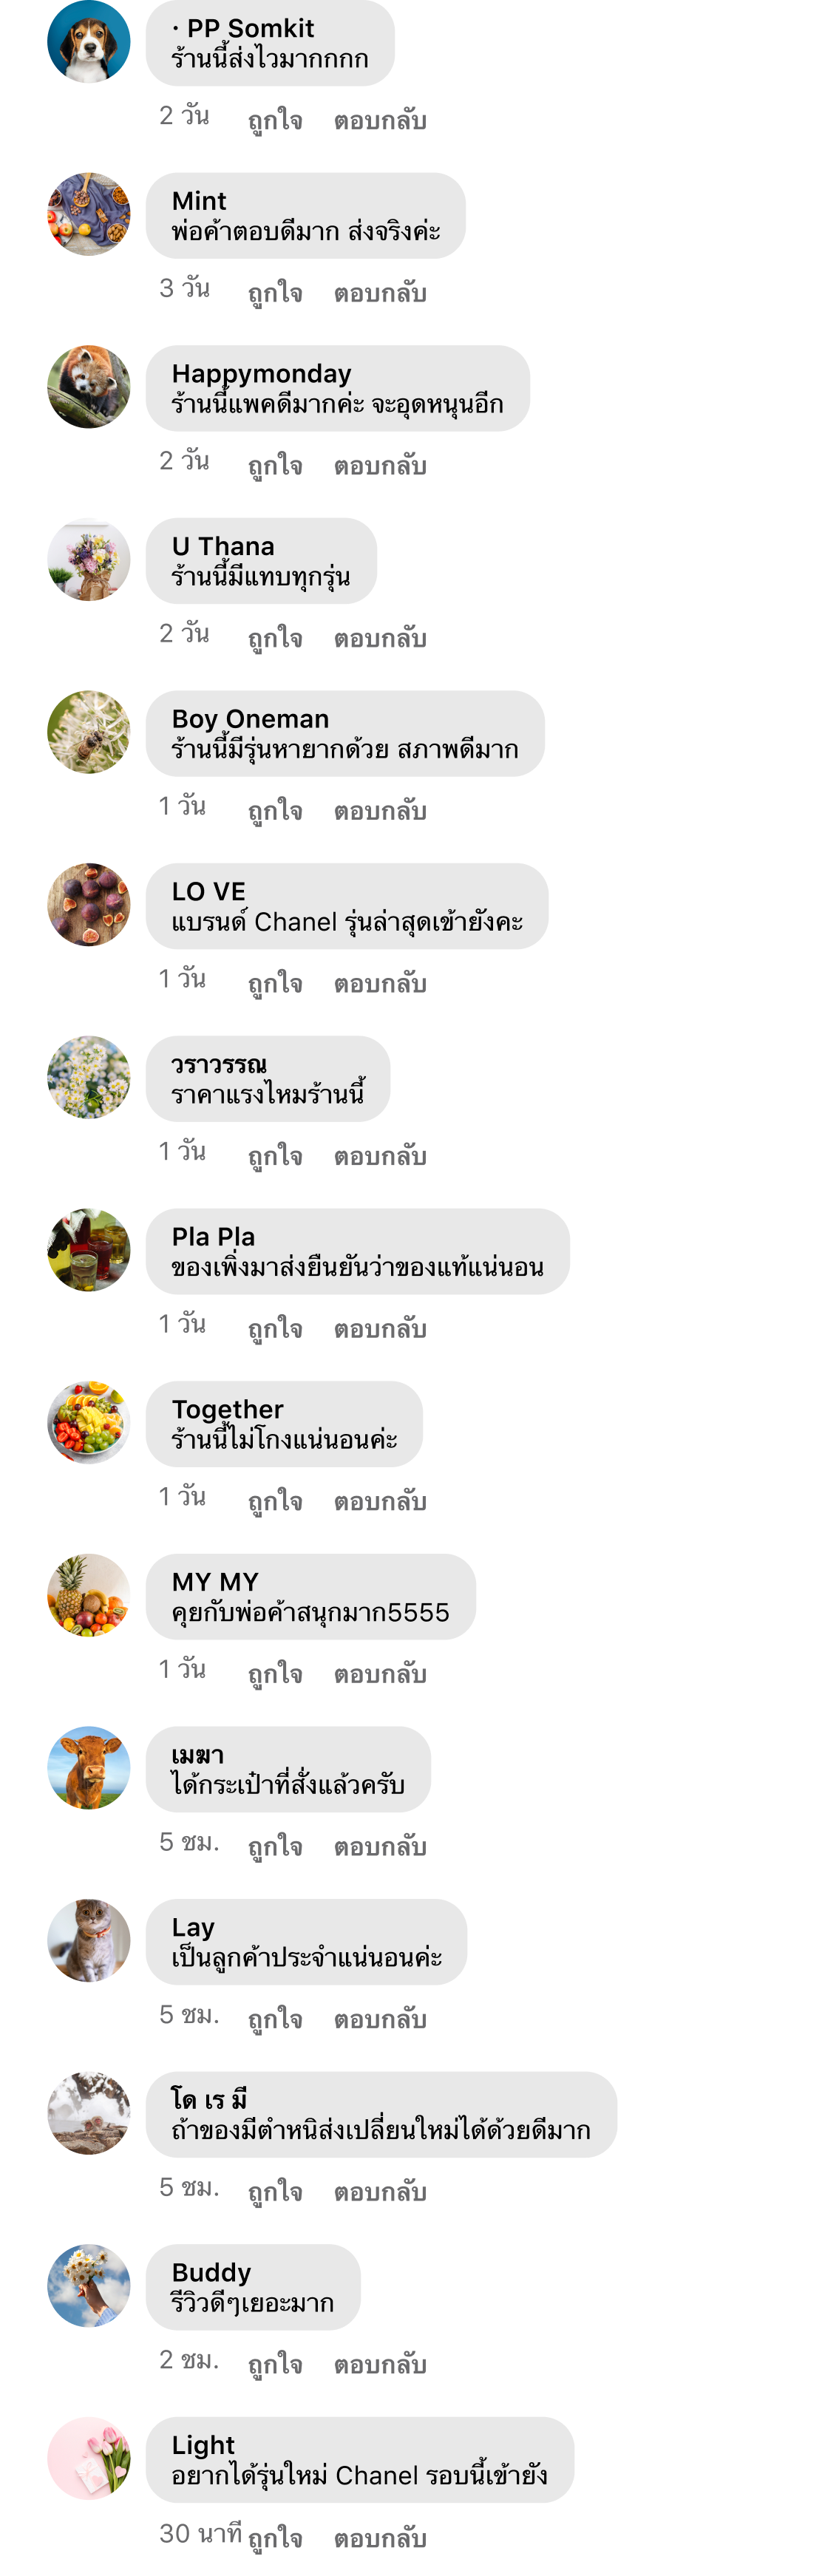 · PP Somkit
ร้านนี้ส่งไวมากกกก
2 วัน ถูกใจ ตอบกลับ
Mint
พ่อค้าตอบดีมาก ส่งจริงค่ะ
3 วัน ถูกใจ ตอบกลับ
Happymonday
ร้านนี้แพคดีมากค่ะ จะอุดหนุนอีก
2 วัน ถูกใจ ตอบกลับ
U Thana
ร้านนี้มีแทบทุกรุ่น
2 วัน ถูกใจ ตอบกลับ
Boy Oneman
ร้านนี้มีรุ่นหายากด้วย สภาพดีมาก
1 วัน ถูกใจ ตอบกลับ
LO VE
แบรนด์ Chanel รุ่นล่าสุดเข้ายังคะ
1 วัน ถูกใจ ตอบกลับ
วราวรรณ
ราคาแรงไหมร้านนี้
1 วัน ถูกใจ ตอบกลับ
Pla Pla
ของเพิ่งมาส่งยืนยันว่าของแท้แน่นอน
1 วัน ถูกใจ ตอบกลับ
Together
ร้านนี้ไม่โกงแน่นอนค่ะ
1 วัน ถูกใจ ตอบกลับ
MY MY
คุยกับพ่อค้าสนุกมาก5555
1 วัน ถูกใจ ตอบกลับ
เมฆา
ได้กระเป๋าที่สั่งแล้วครับ
5 ชม. ถูกใจ ตอบกลับ
Lay
เป็นลูกค้าประจำแน่นอนค่ะ
5 ชม. ถูกใจ ตอบกลับ
โด เร มี
ถ้าของมีตำหนิส่งเปลี่ยนใหม่ได้ด้วยดีมาก
5 ชม. ถูกใจ ตอบกลับ
Buddy
รีวิวดีๆเยอะมาก
2 ชม. ถูกใจ ตอบกลับ
Light
อยากได้รุ่นใหม่ Chanel รอบนี้เข้ายัง
30 นาที ถูกใจ ตอบกลับ